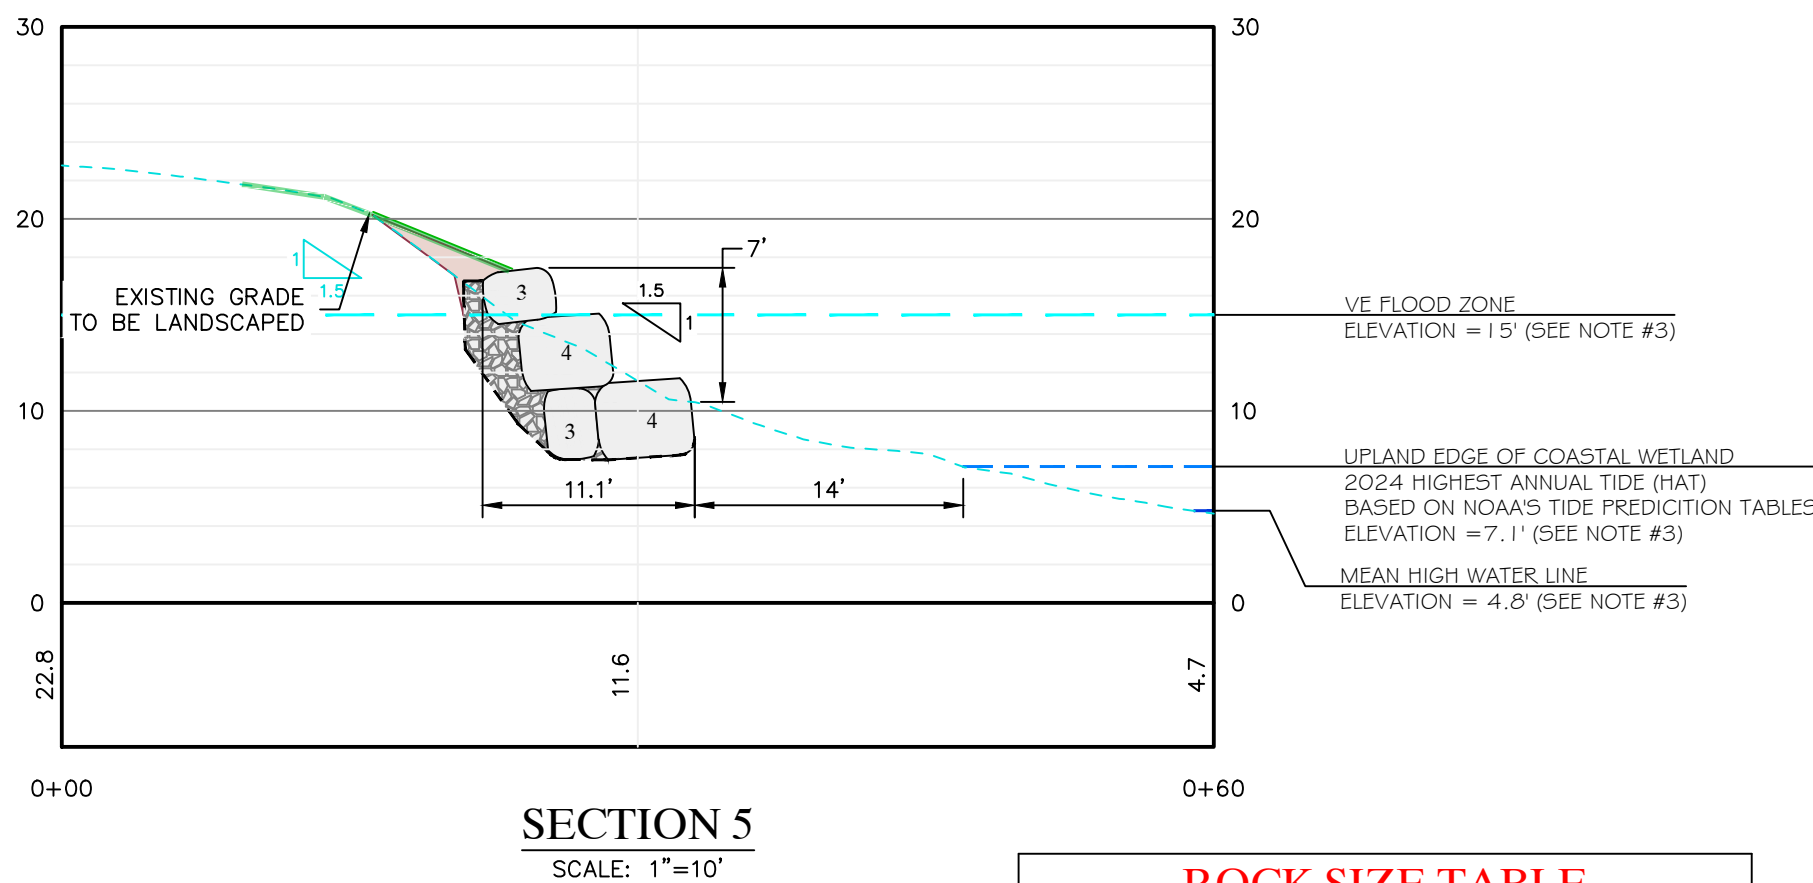 30
30
20
20
10
10
0
0
7'
1
1.5
1.5
1
EXISTING GRADE
TO BE LANDSCAPED
3
4
3
4
11.1'
14'
VE FLOOD ZONE
ELEVATION =15' (SEE NOTE #3)
UPLAND EDGE OF COASTAL WETLAND
2024 HIGHEST ANNUAL TIDE (HAT)
BASED ON NOAA'S TIDE PREDICITION TABLES
ELEVATION =7.1' (SEE NOTE #3)
MEAN HIGH WATER LINE
ELEVATION = 4.8' (SEE NOTE #3)
22.8
11.6
4.7
0+00
0+60
SECTION 5
SCALE: 1"=10'
ROCK SIZE TABLE